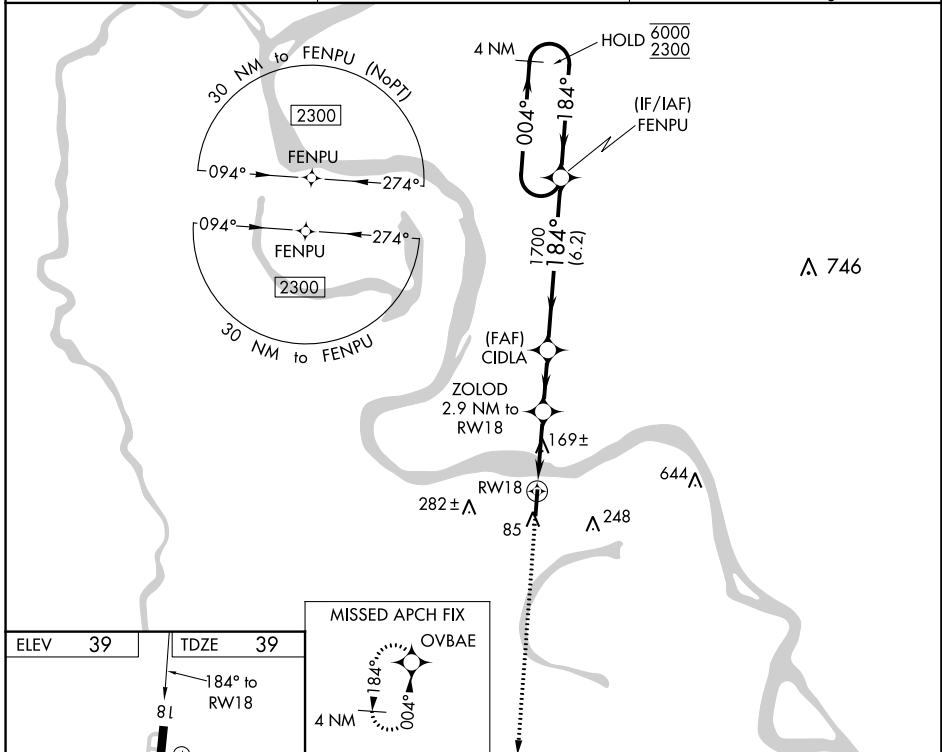 30 NM to FENPU (NoPT)
2300
FENPU
094°
274°
094°
274°
FENPU
2300
30 NM to FENPU
4 NM
HOLD 6000
2300
004°
184°
(IF/IAF)
FENPU
1700
184°
(6.2)
746
(FAF)
CIDLA
ZOLOD
2.9 NM to
RW18
169±
644
RW18
282±
85
248
MISSED APCH FIX
OVBAE
184°
004°
4 NM
ELEV 39
TDZE 39
184° to
RW18
18